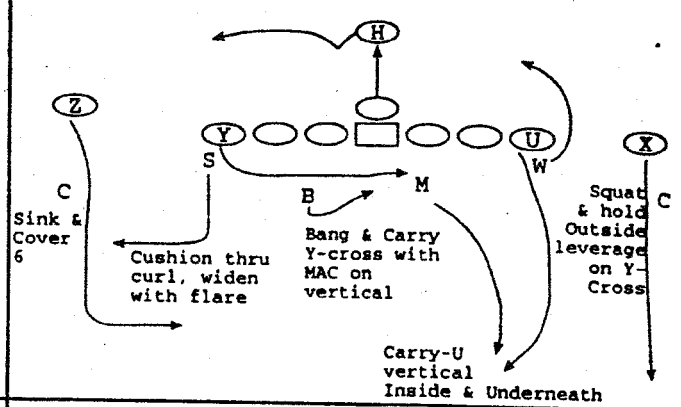 H
Z
Y
U
X
S
W
C
B
M
C
Sink &
Cover
6
Cushion thru
curl, widen
with flare
Bang & Carry
Y-cross with
MAC on
vertical
Squat
& hold
Outside
leverage
on Y-
Cross
Carry-U
vertical
Inside & Underneath